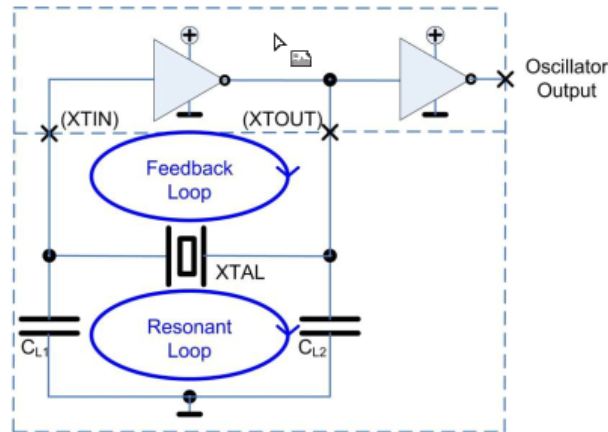 Oscillator
Output
(XTIN)
(XTOUT)
Feedback
Loop
XTAL
Resonant
Loop
CL1
CL2